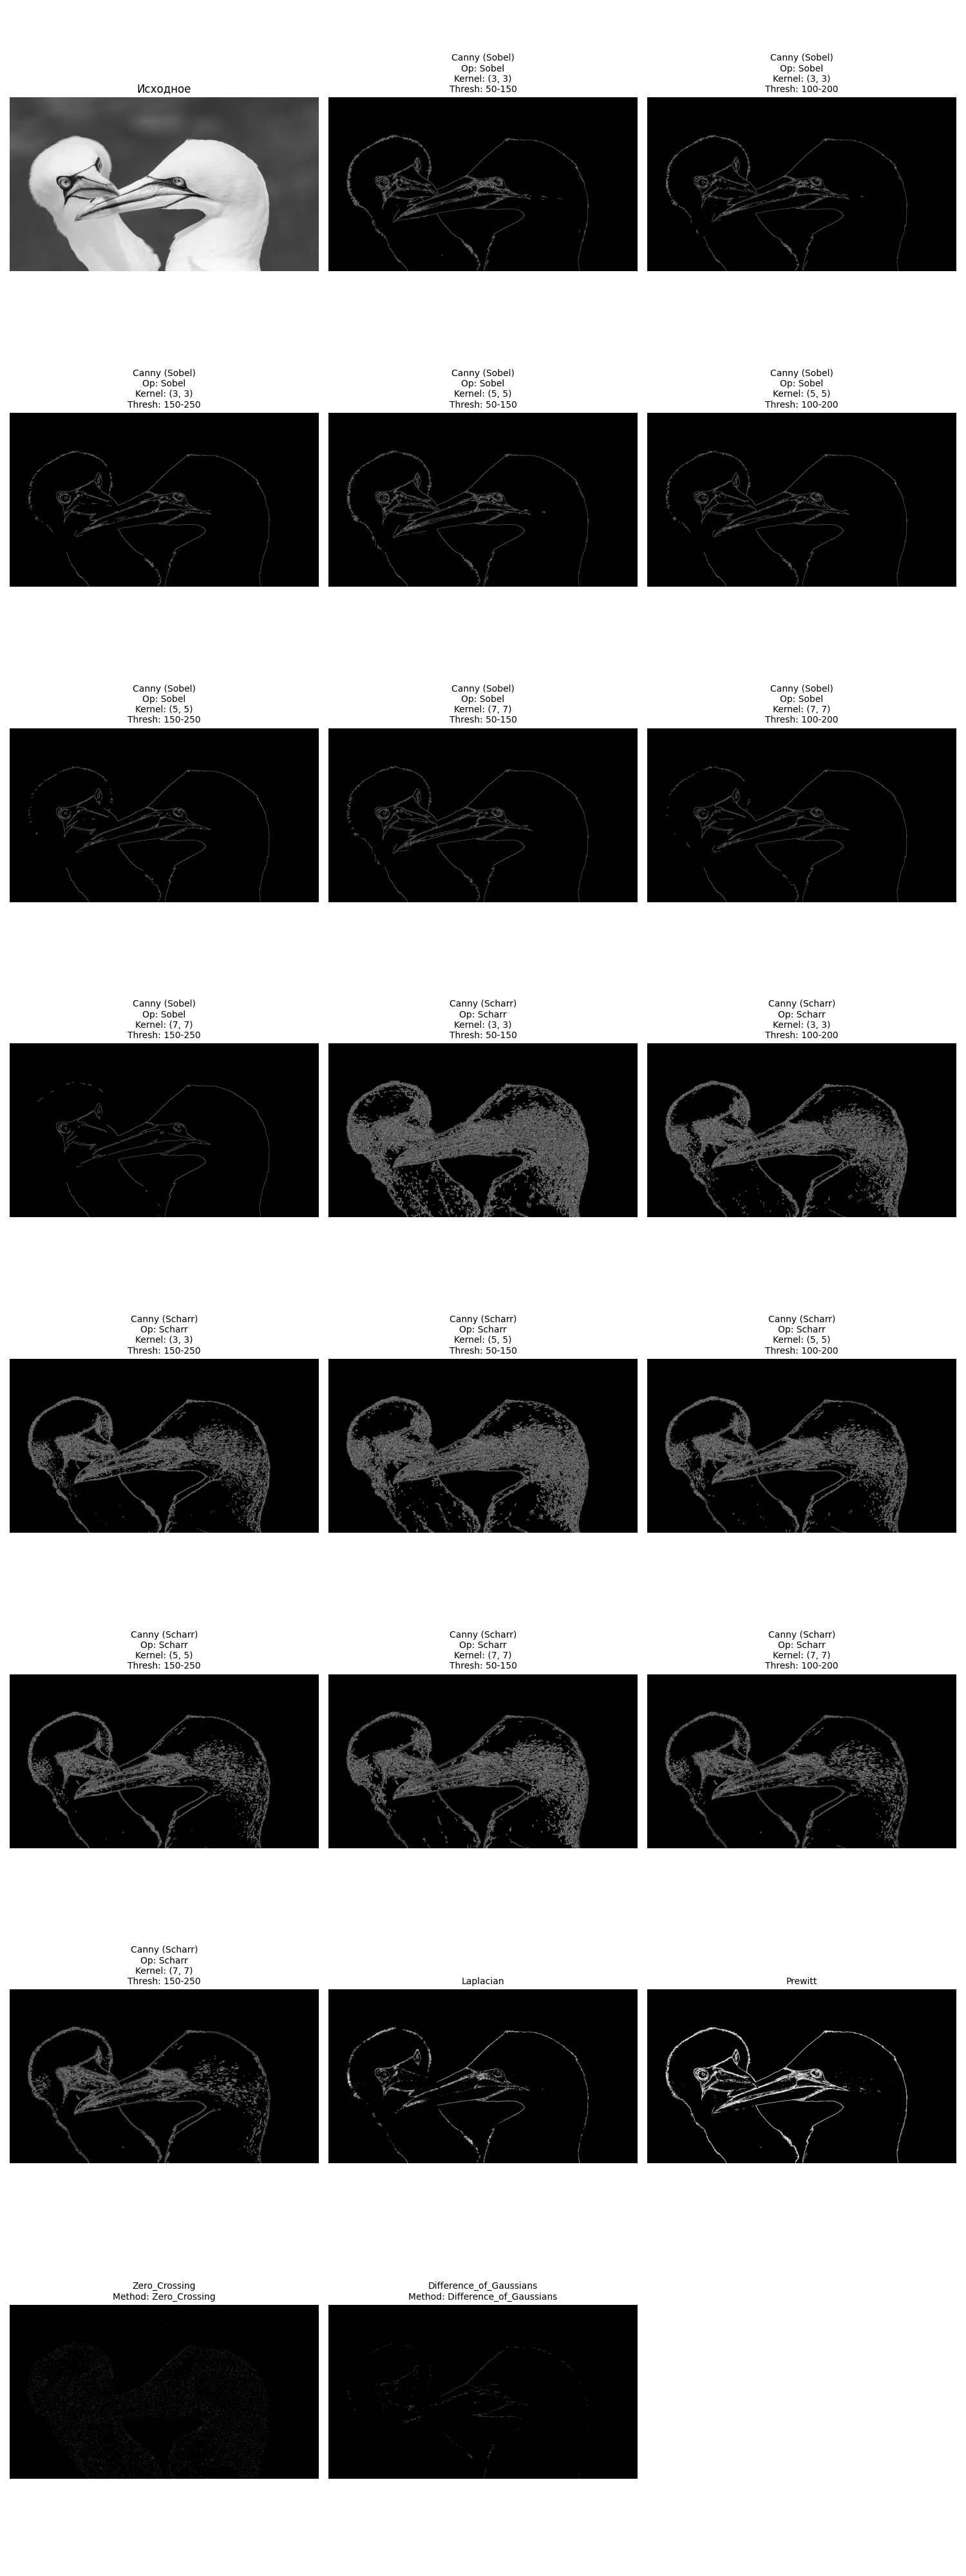 Исходное
Canny (Sobel)
Op: Sobel
Kernel: (3, 3)
Thresh: 50-150
Canny (Sobel)
Op: Sobel
Kernel: (3, 3)
Thresh: 100-200
Canny (Sobel)
Op: Sobel
Kernel: (3, 3)
Thresh: 150-250
Canny (Sobel)
Op: Sobel
Kernel: (5, 5)
Thresh: 50-150
Canny (Sobel)
Op: Sobel
Kernel: (5, 5)
Thresh: 100-200
Canny (Sobel)
Op: Sobel
Kernel: (5, 5)
Thresh: 150-250
Canny (Sobel)
Op: Sobel
Kernel: (7, 7)
Thresh: 50-150
Canny (Sobel)
Op: Sobel
Kernel: (7, 7)
Thresh: 100-200
Canny (Sobel)
Op: Sobel
Kernel: (7, 7)
Thresh: 150-250
Canny (Scharr)
Op: Scharr
Kernel: (3, 3)
Thresh: 50-150
Canny (Scharr)
Op: Scharr
Kernel: (3, 3)
Thresh: 100-200
Canny (Scharr)
Op: Scharr
Kernel: (3, 3)
Thresh: 150-250
Canny (Scharr)
Op: Scharr
Kernel: (5, 5)
Thresh: 50-150
Canny (Scharr)
Op: Scharr
Kernel: (5, 5)
Thresh: 100-200
Canny (Scharr)
Op: Scharr
Kernel: (5, 5)
Thresh: 150-250
Canny (Scharr)
Op: Scharr
Kernel: (7, 7)
Thresh: 50-150
Canny (Scharr)
Op: Scharr
Kernel: (7, 7)
Thresh: 100-200
Canny (Scharr)
Op: Scharr
Kernel: (7, 7)
Thresh: 150-250
Laplacian
Prewitt
Zero_Crossing
Method: Zero_Crossing
Difference_of_Gaussians
Method: Difference_of_Gaussians